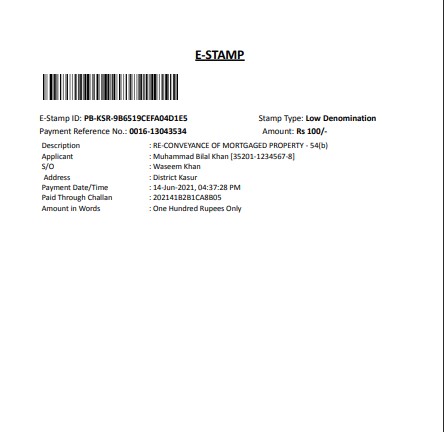 E-STAMP
E-Stamp ID: PB-KSR-9B6519CEFA04D1E5 Stamp Type: Low Denomination
Payment Reference No.: 0016-13043534 Amount: Rs 100/-
Description : RE-CONVEYANCE OF MORTGAGED PROPERTY - 54(b)
Applicant : Muhammad Bilal Khan [35201-1234567-8]
S/O : Waseem Khan
Address : District Kasur
Payment Date/Time : 14-Jun-2021, 04:37:28 PM
Paid Through Challan : 202141B2B1CA8B05
Amount in Words : One Hundred Rupees Only